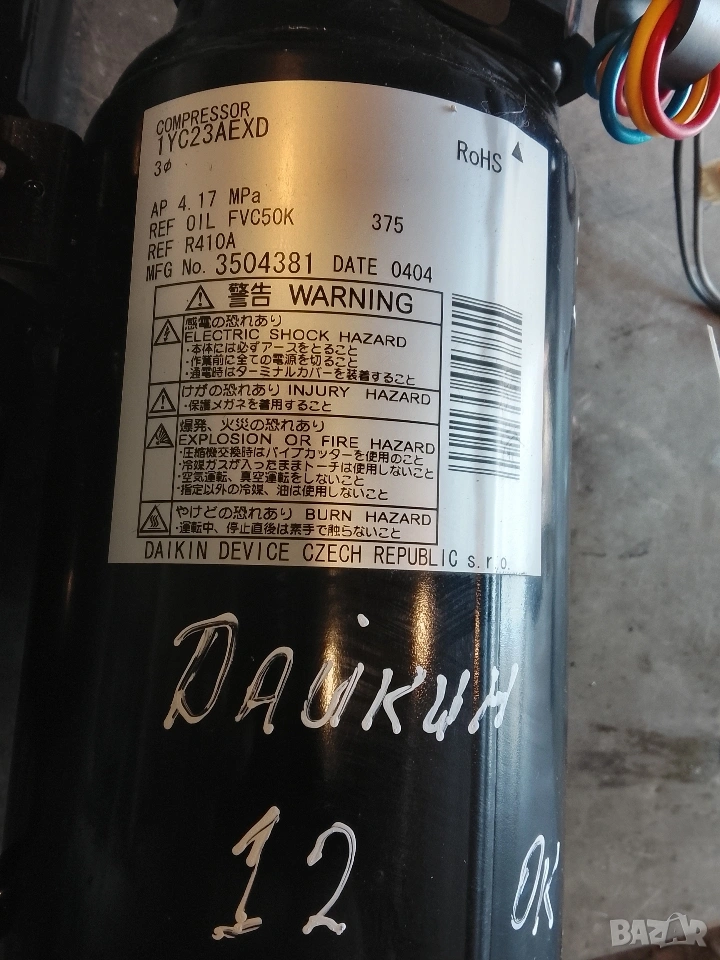 COMPRESSOR
1YC23AEXD
3φ
RoHS
AP 4.17 MPa
REF OIL FVC50K 375
REF R410A
MFG No. 3504381 DATE 0404
警告 WARNING
感電の恐れあり
ELECTRIC SHOCK HAZARD
・本体には必ずアースをとること
・作業前に全ての電源を切ること
・通電時はターミナルカバーを装着すること
けがの恐れあり INJURY HAZARD
・保護メガネを着用すること
爆発、火災の恐れあり
EXPLOSION OR FIRE HAZARD
・圧縮機交換時はパイプカッターを使用のこと
・冷媒ガスが入ったままトーチは使用しないこと
・空気運転、真空運転をしないこと
・指定以外の冷媒、油は使用しないこと
やけどの恐れあり BURN HAZARD
・運転中、停止直後は素手で触らないこと
DAIKIN DEVICE CZECH REPUBLIC s.r.o.
Дайкин
12 OK
BAZAR